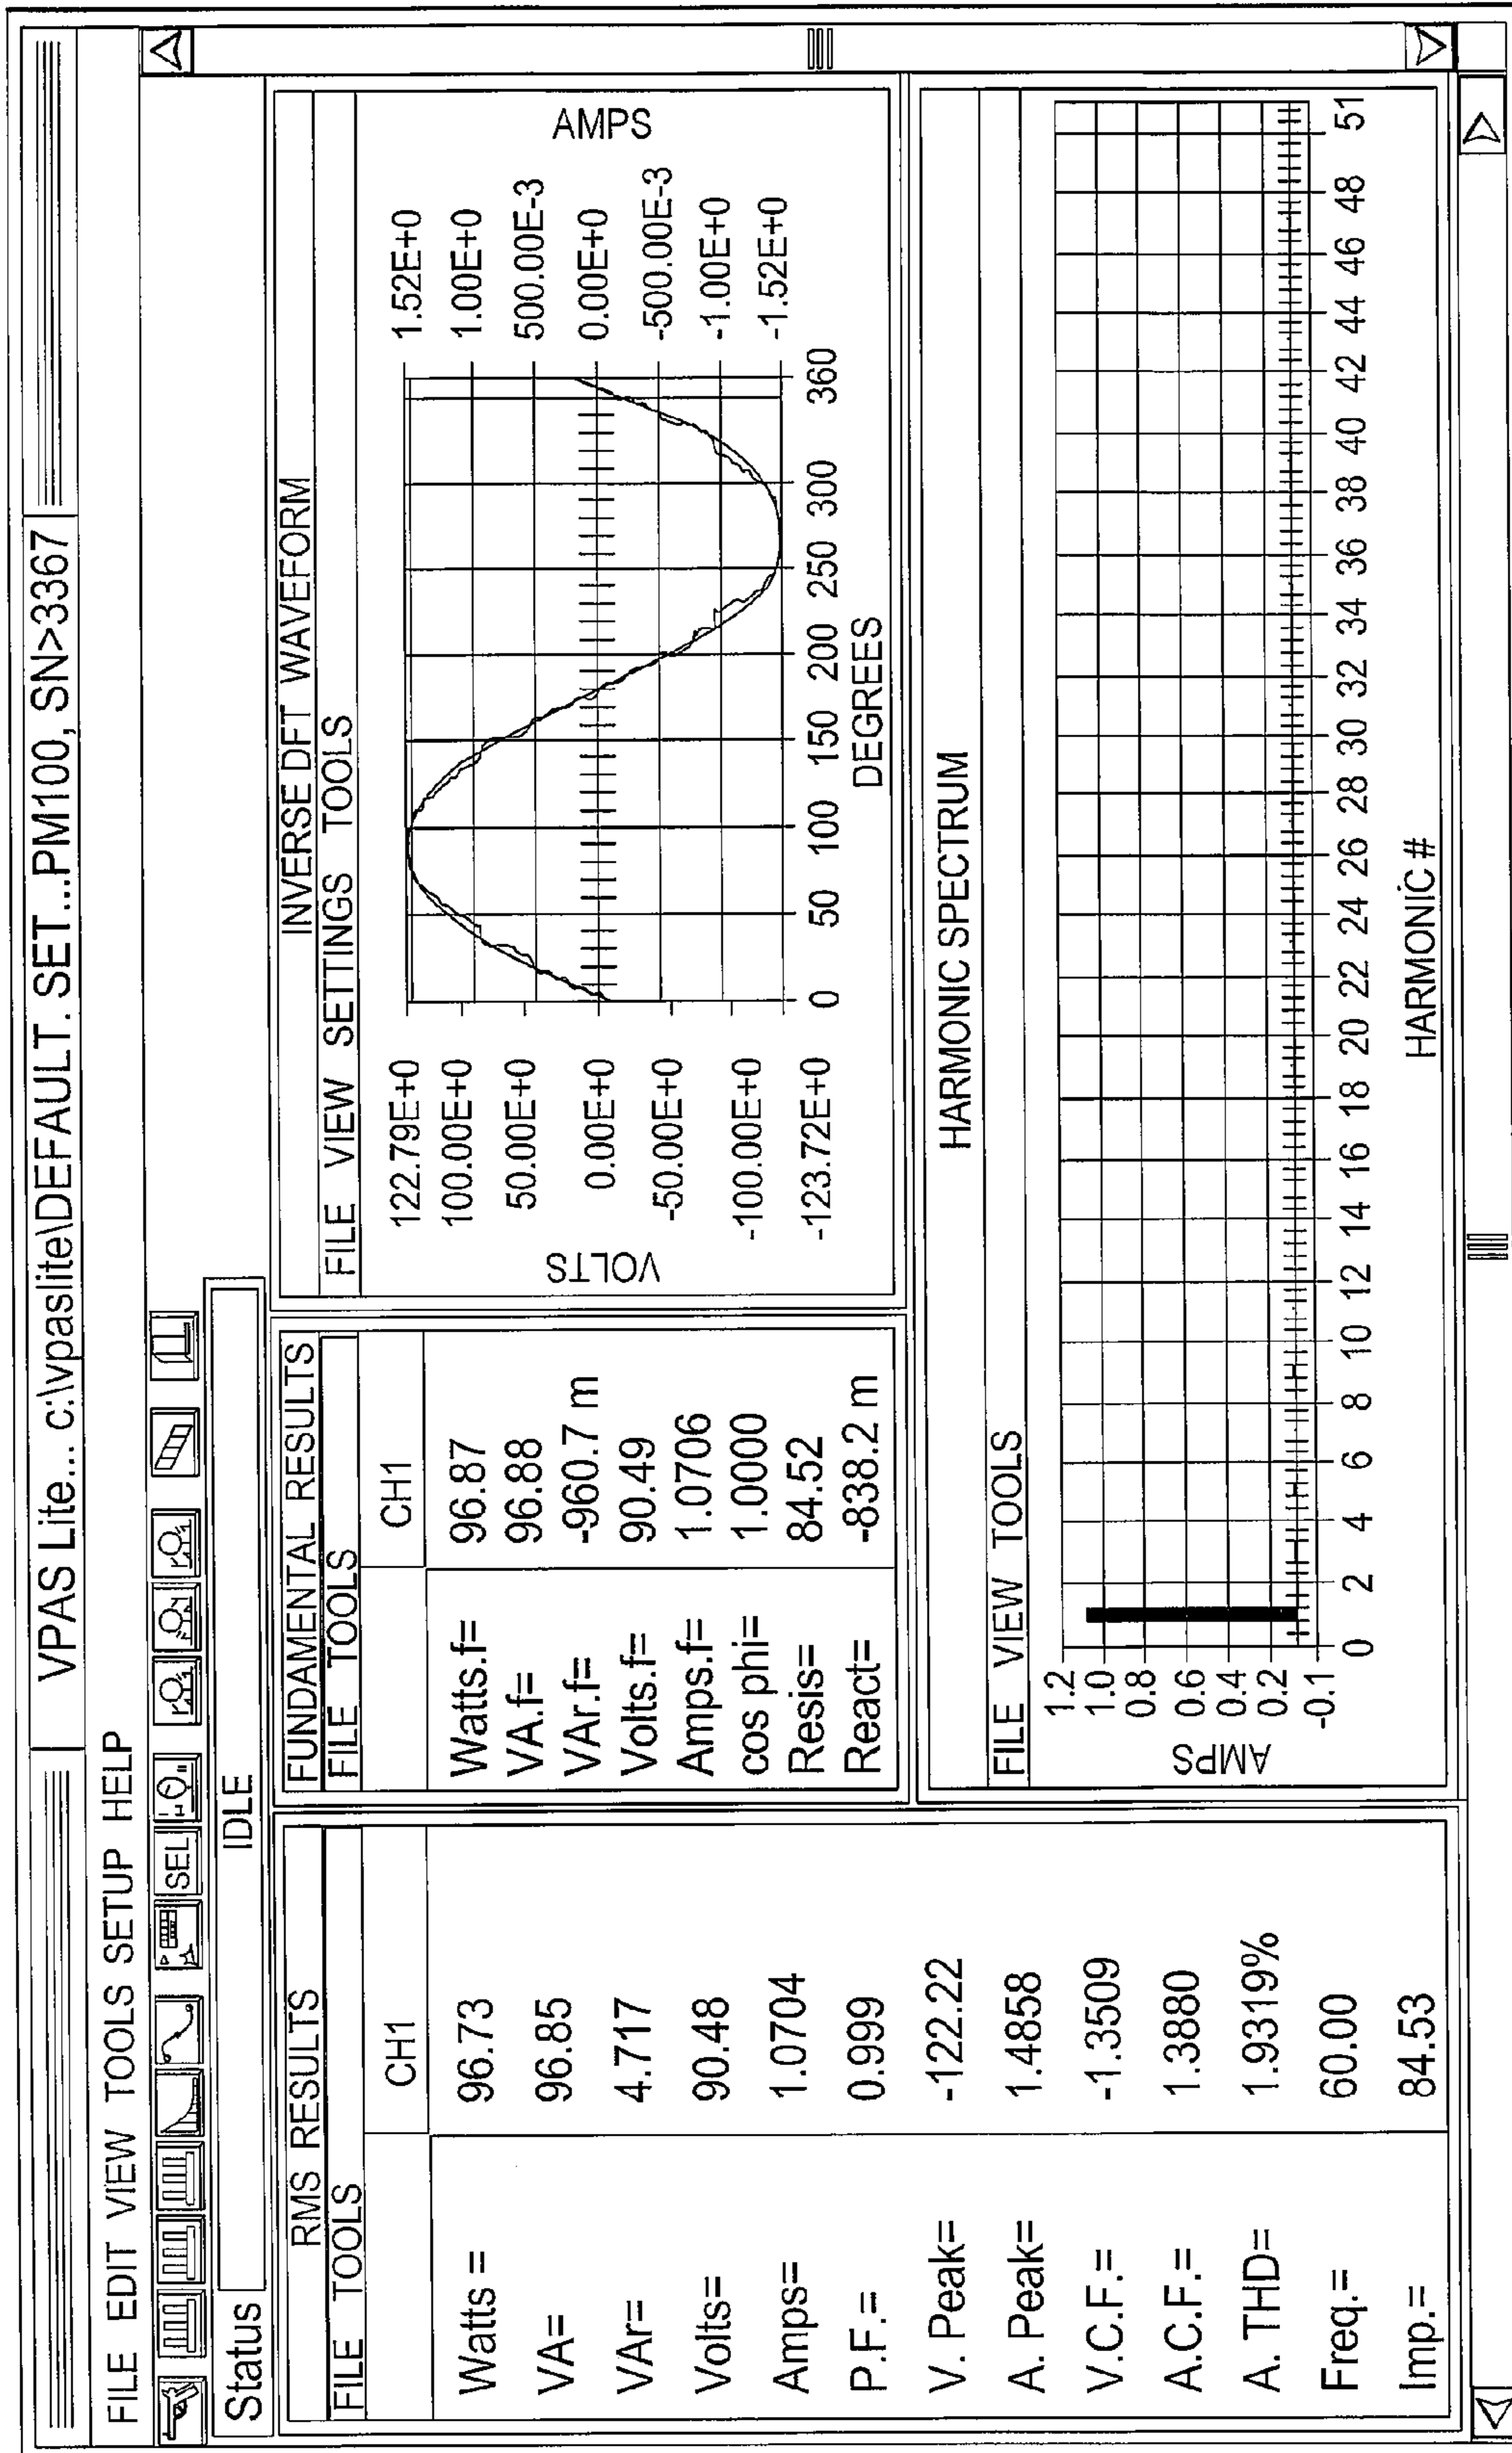 VPAS Lite... c:\vpaslite\DEFAULT. SET...PM100, SN>3367
FILE EDIT VIEW TOOLS SETUP HELP
SEL
Status IDLE
RMS RESULTS
FILE TOOLS
CH1
Watts = 96.73
VA= 96.85
VAr= 4.717
Volts= 90.48
Amps= 1.0704
P.F.= 0.999
V. Peak= -122.22
A. Peak= 1.4858
V.C.F.= -1.3509
A.C.F.= 1.3880
A. THD= 1.9319%
Freq.= 60.00
Imp.= 84.53
FUNDAMENTAL RESULTS
FILE TOOLS
CH1
Watts.f= 96.87
VA.f= 96.88
VAr.f= -960.7 m
Volts.f= 90.49
Amps.f= 1.0706
cos phi= 1.0000
Resis= 84.52
React= -838.2 m
INVERSE DFT WAVEFORM
FILE VIEW SETTINGS TOOLS
VOLTS
122.79E+0
100.00E+0
50.00E+0
0.00E+0
-50.00E+0
-100.00E+0
-123.72E+0
1.52E+0
1.00E+0
500.00E-3
0.00E+0
-500.00E-3
-1.00E+0
-1.52E+0
AMPS
0 50 100 150 200 250 300 360
DEGREES
HARMONIC SPECTRUM
FILE VIEW TOOLS
AMPS
1.2
1.0
0.8
0.6
0.4
0.2
-0.1
0 2 4 6 8 10 12 14 16 18 20 22 24 26 28 30 32 34 36 38 40 42 44 46 48 51
HARMONIC #